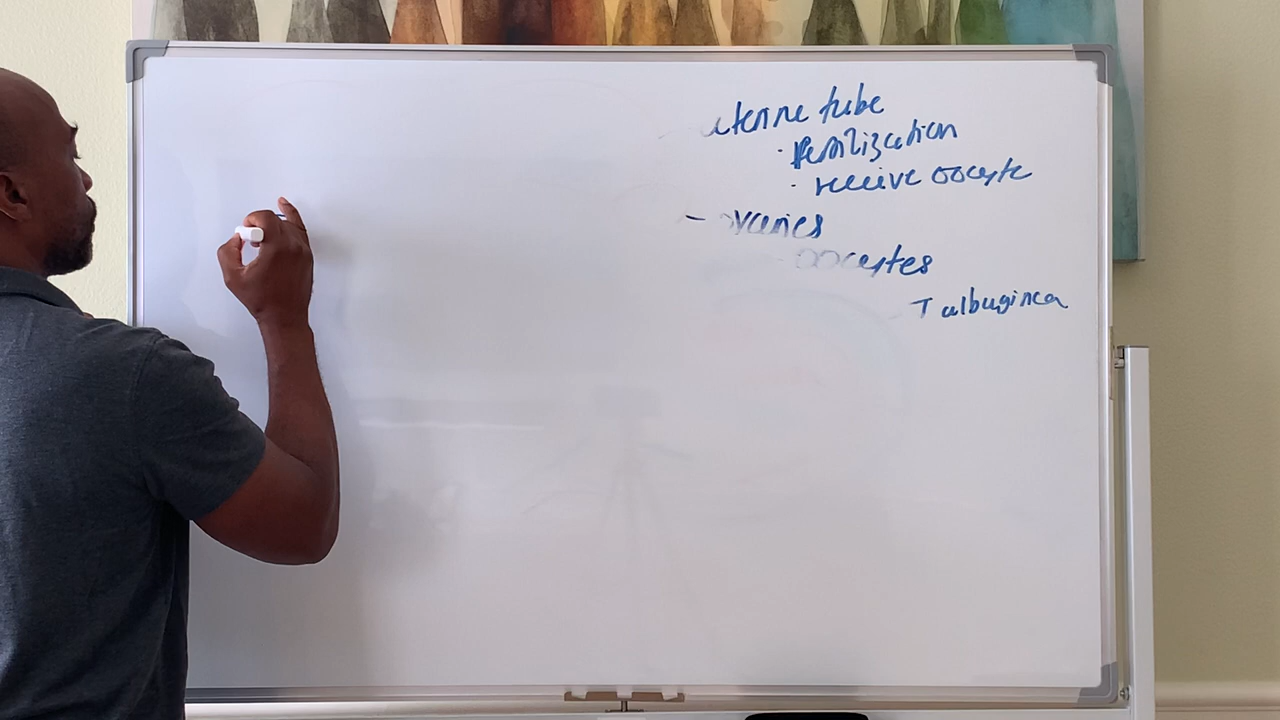 uterine tube
· fertilization
· receive oocyte
- ovaries
oocytes
T albuginea